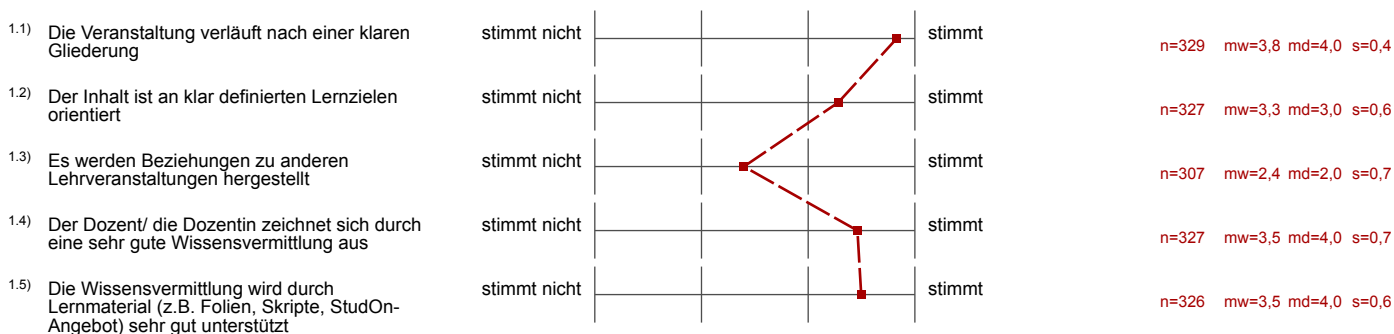 1.1) Die Veranstaltung verläuft nach einer klaren Gliederung
stimmt nicht
stimmt
n=329 mw=3,8 md=4,0 s=0,4
1.2) Der Inhalt ist an klar definierten Lernzielen orientiert
stimmt nicht
stimmt
n=327 mw=3,3 md=3,0 s=0,6
1.3) Es werden Beziehungen zu anderen Lehrveranstaltungen hergestellt
stimmt nicht
stimmt
n=307 mw=2,4 md=2,0 s=0,7
1.4) Der Dozent/ die Dozentin zeichnet sich durch eine sehr gute Wissensvermittlung aus
stimmt nicht
stimmt
n=327 mw=3,5 md=4,0 s=0,7
1.5) Die Wissensvermittlung wird durch Lernmaterial (z.B. Folien, Skripte, StudOn-Angebot) sehr gut unterstützt
stimmt nicht
stimmt
n=326 mw=3,5 md=4,0 s=0,6